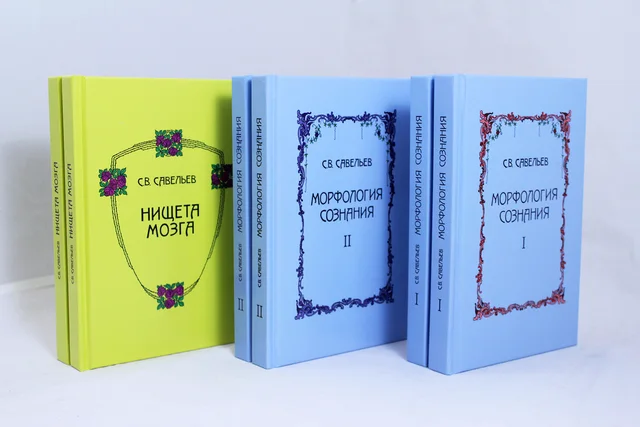 С.В. САВЕЛЬЕВ НИЩЕТА МОЗГА
С.В. САВЕЛЬЕВ НИЩЕТА МОЗГА
С.В. САВЕЛЬЕВ
НИЩЕТА
МОЗГА
II С.В. САВЕЛЬЕВ МОРФОЛОГИЯ СОЗНАНИЯ
II С.В. САВЕЛЬЕВ МОРФОЛОГИЯ СОЗНАНИЯ
С.В. САВЕЛЬЕВ
МОРФОЛОГИЯ
СОЗНАНИЯ
II
I С.В. САВЕЛЬЕВ МОРФОЛОГИЯ СОЗНАНИЯ
I С.В. САВЕЛЬЕВ МОРФОЛОГИЯ СОЗНАНИЯ
С.В. САВЕЛЬЕВ
МОРФОЛОГИЯ
СОЗНАНИЯ
I